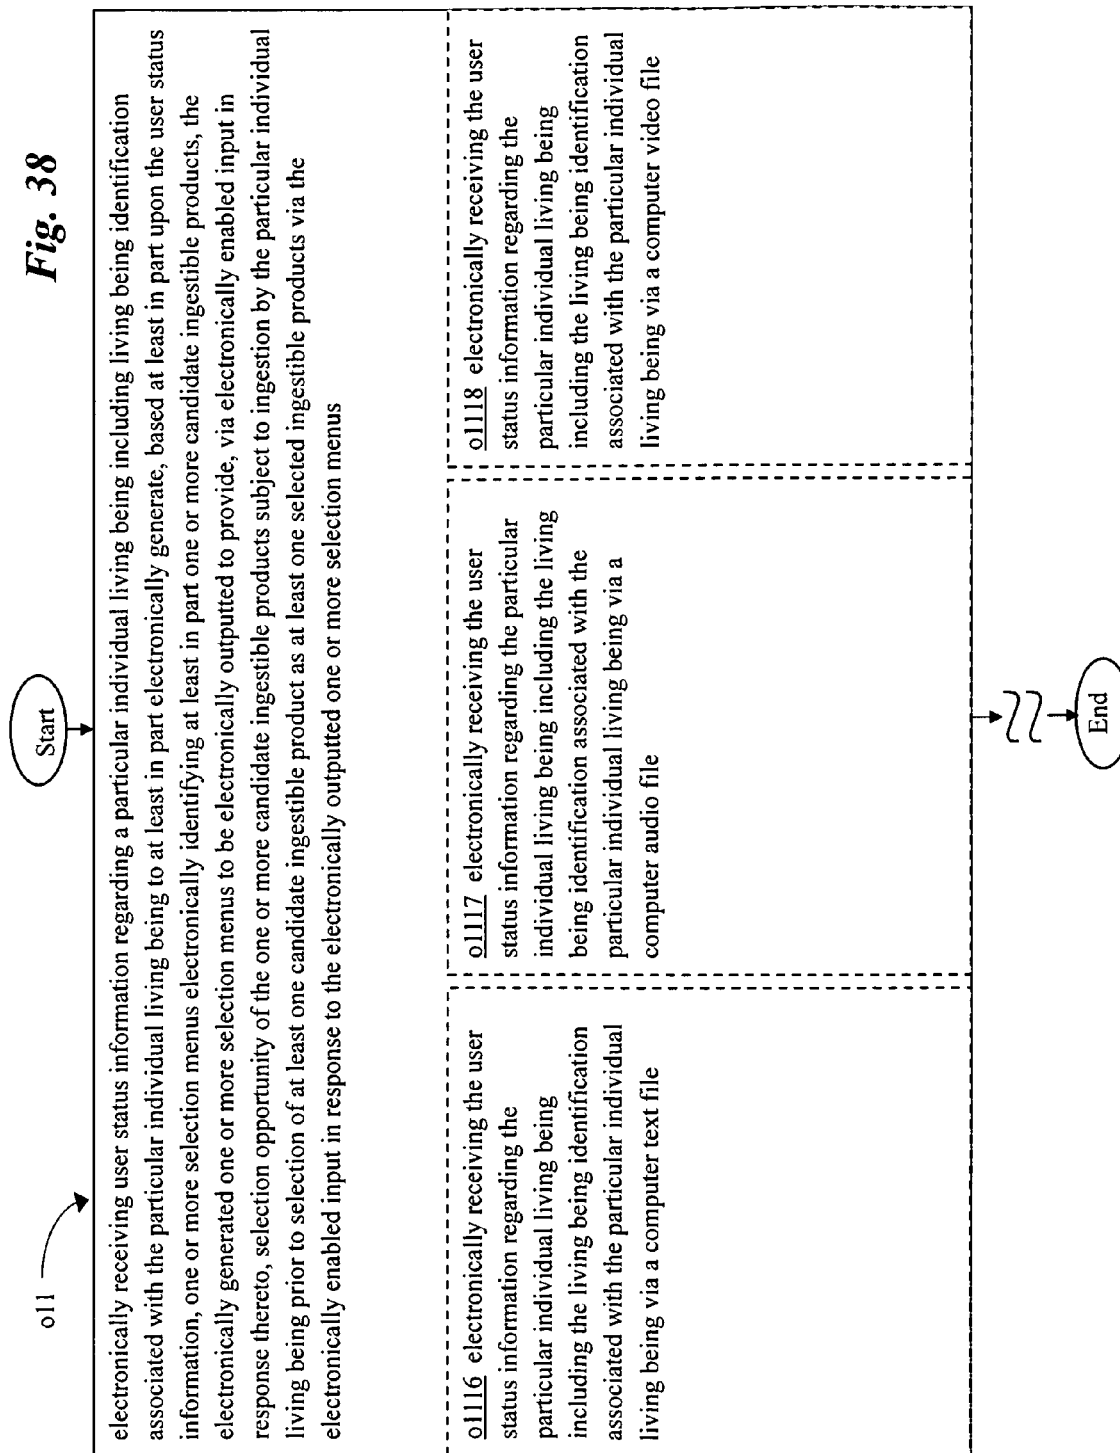 Fig. 38
Start
o11
electronically receiving user status information regarding a particular individual living being including living being identification
associated with the particular individual living being to at least in part electronically generate, based at least in part upon the user status
information, one or more selection menus electronically identifying at least in part one or more candidate ingestible products, the
electronically generated one or more selection menus to be electronically outputted to provide, via electronically enabled input in
response thereto, selection opportunity of the one or more candidate ingestible products subject to ingestion by the particular individual
living being prior to selection of at least one candidate ingestible product as at least one selected ingestible products via the
electronically enabled input in response to the electronically outputted one or more selection menus
o1116 electronically receiving the user
status information regarding the
particular individual living being
including the living being identification
associated with the particular individual
living being via a computer text file
o1117 electronically receiving the user
status information regarding the particular
individual living being including the living
being identification associated with the
particular individual living being via a
computer audio file
o1118 electronically receiving the user
status information regarding the
particular individual living being
including the living being identification
associated with the particular individual
living being via a computer video file
End